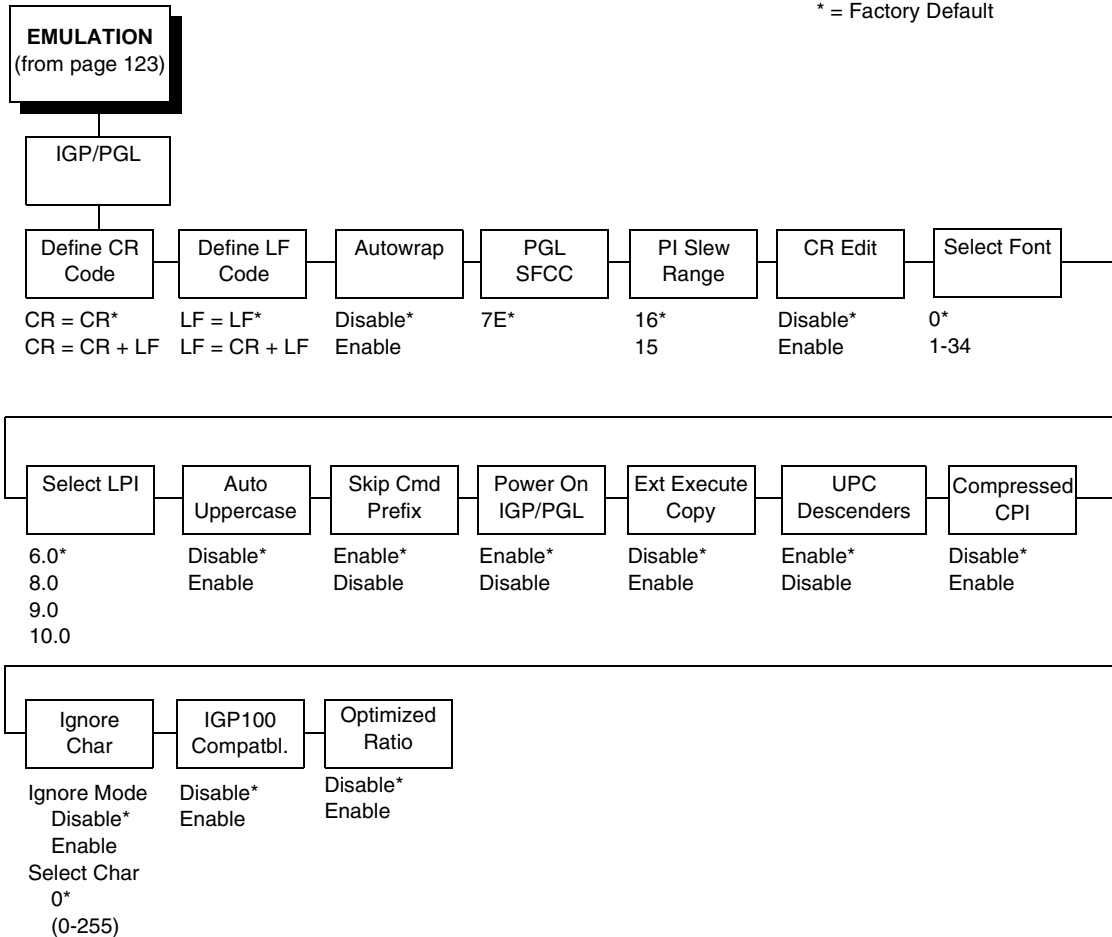 * = Factory Default
EMULATION
(from page 123)
IGP/PGL
Define CR
Code
CR = CR*
CR = CR + LF
Define LF
Code
LF = LF*
LF = CR + LF
Autowrap
Disable*
Enable
PGL
SFCC
7E*
PI Slew
Range
16*
15
CR Edit
Disable*
Enable
Select Font
0*
1-34
Select LPI
6.0*
8.0
9.0
10.0
Auto
Uppercase
Disable*
Enable
Skip Cmd
Prefix
Enable*
Disable
Power On
IGP/PGL
Enable*
Disable
Ext Execute
Copy
Disable*
Enable
UPC
Descenders
Enable*
Disable
Compressed
CPI
Disable*
Enable
Ignore
Char
Ignore Mode
Disable*
Enable
Select Char
0*
(0-255)
IGP100
Compatbl.
Disable*
Enable
Optimized
Ratio
Disable*
Enable